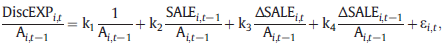 DiscEXP_{i,t} / A_{i,t−1} = k_1 1 / A_{i,t−1} + k_2 SALE_{i,t−1} / A_{i,t−1} + k_3 ΔSALE_{i,t} / A_{i,t−1} + k_4 ΔSALE_{i,t−1} / A_{i,t−1} + ε_{i,t},